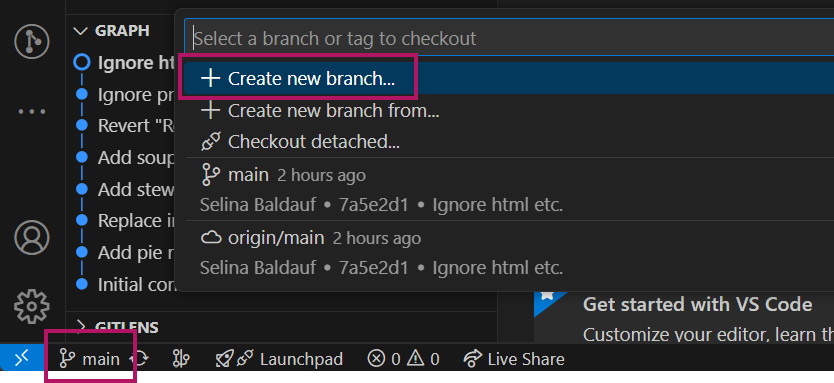 GRAPH
Select a branch or tag to checkout
Ignore ht
Create new branch...
Ignore pr
Create new branch from...
Revert "R
Checkout detached...
Add soup
main 2 hours ago
Add stew
Selina Baldauf • 7a5e2d1 • Ignore html etc.
Replace i
origin/main 2 hours ago
Add pie r
Selina Baldauf • 7a5e2d1 • Ignore html etc.
Initial co
Get started with VS Code
GITLENS
Customize your editor, learn th
main
Launchpad
0 0
Live Share